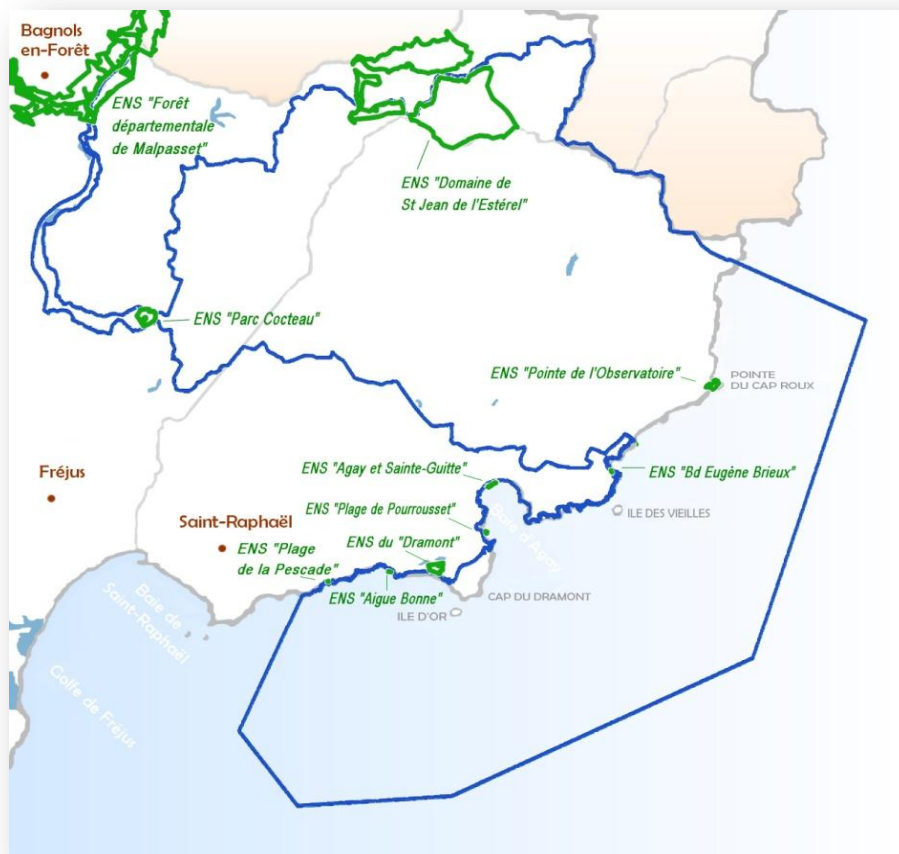 Bagnols
en-Forêt
ENS "Forêt
départementale
de Malpasset"
ENS "Domaine de
St Jean de l'Estérel"
ENS "Parc Cocteau"
ENS "Pointe de l'Observatoire"
POINTE
DU CAP ROUX
Fréjus
ENS "Agay et Sainte-Guitte"
ENS "Bd Eugène Brieux"
Saint-Raphaël
ENS "Plage de Pourrousset"
Baie d'Agay
ILE DES VIEILLES
ENS "Plage
de la Pescade"
ENS du "Dramont"
ENS "Aigue Bonne"
CAP DU DRAMONT
ILE D'OR
Baie de
Saint-Raphaël
Golfe de Fréjus